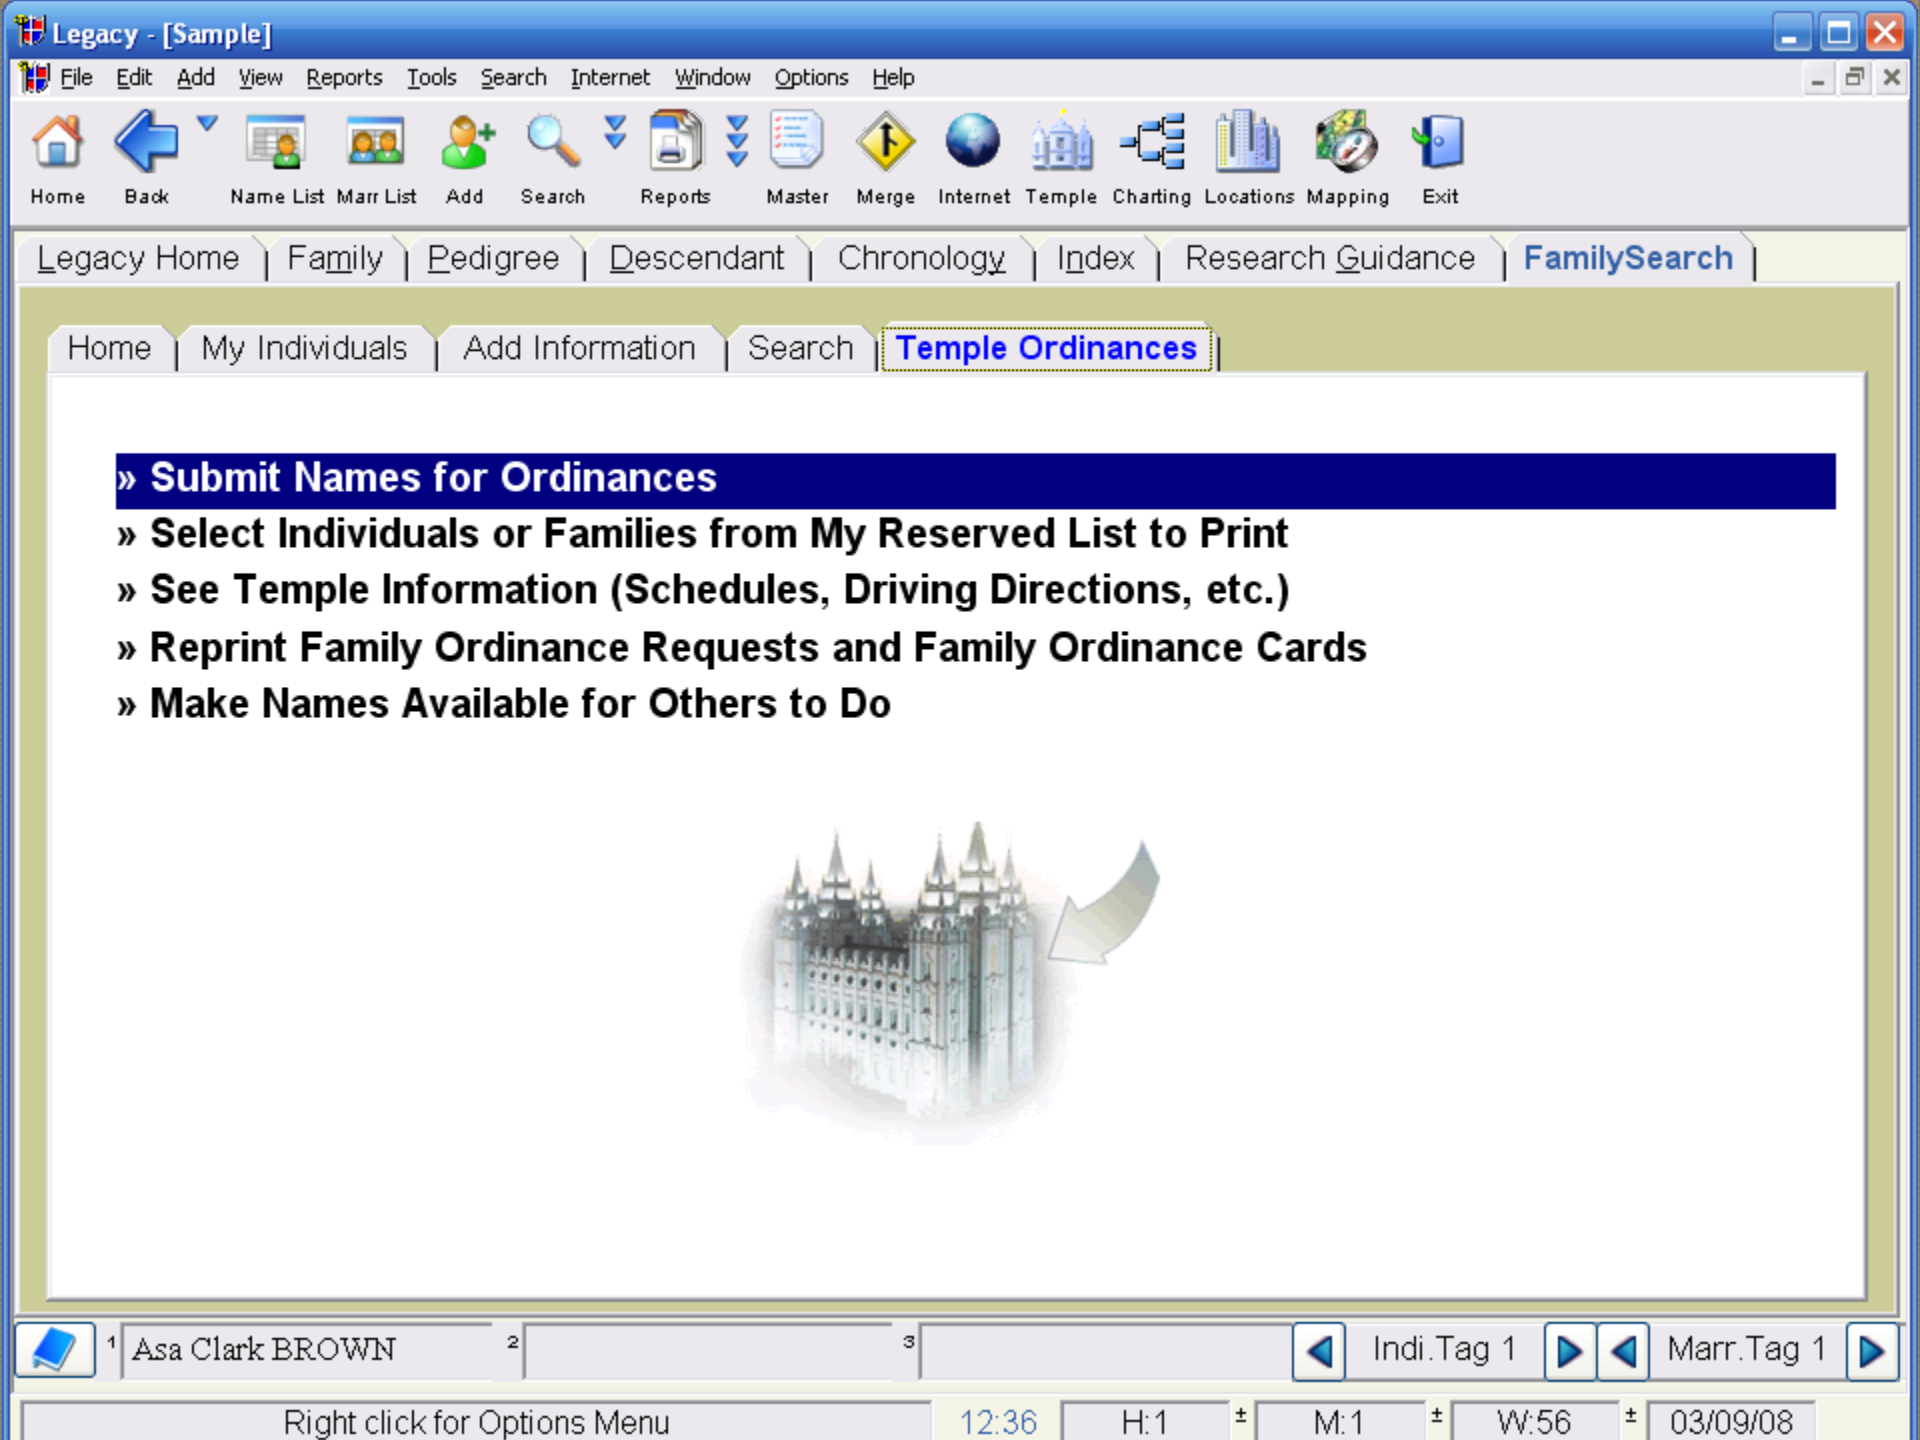 Legacy - [Sample]
File Edit Add View Reports Tools Search Internet Window Options Help
Home Back Name List Marr List Add Search Reports Master Merge Internet Temple Charting Locations Mapping Exit
Legacy Home Family Pedigree Descendant Chronology Index Research Guidance FamilySearch
Home My Individuals Add Information Search Temple Ordinances
» Submit Names for Ordinances
» Select Individuals or Families from My Reserved List to Print
» See Temple Information (Schedules, Driving Directions, etc.)
» Reprint Family Ordinance Requests and Family Ordinance Cards
» Make Names Available for Others to Do
1 Asa Clark BROWN 2 3 Indi.Tag 1 Marr.Tag 1
Right click for Options Menu 12:36 H:1 ± M:1 ± W:56 ± 03/09/08